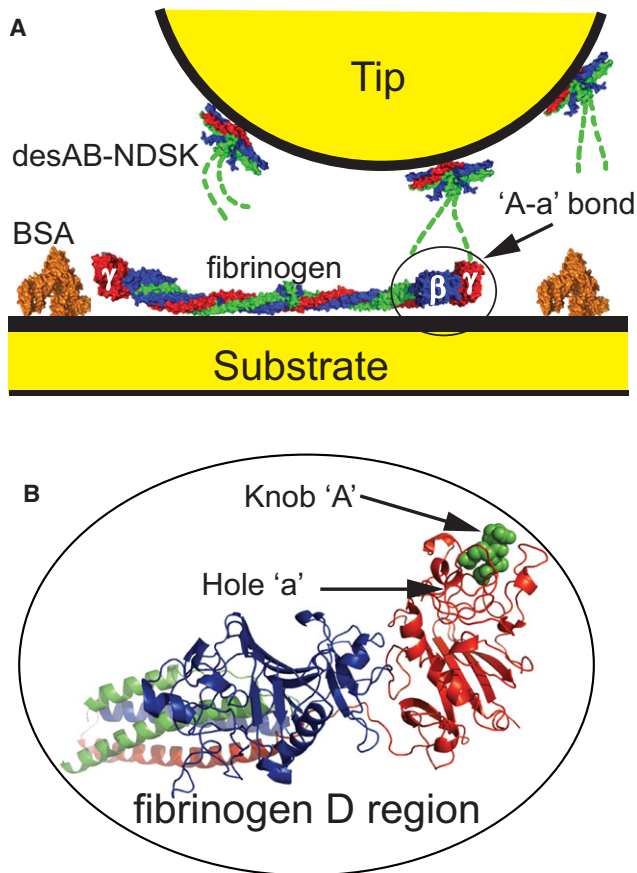 A
Tip
desAB-NDSK
'A-a' bond
BSA
fibrinogen
γ
β
γ
Substrate
B
Knob 'A'
Hole 'a'
fibrinogen D region